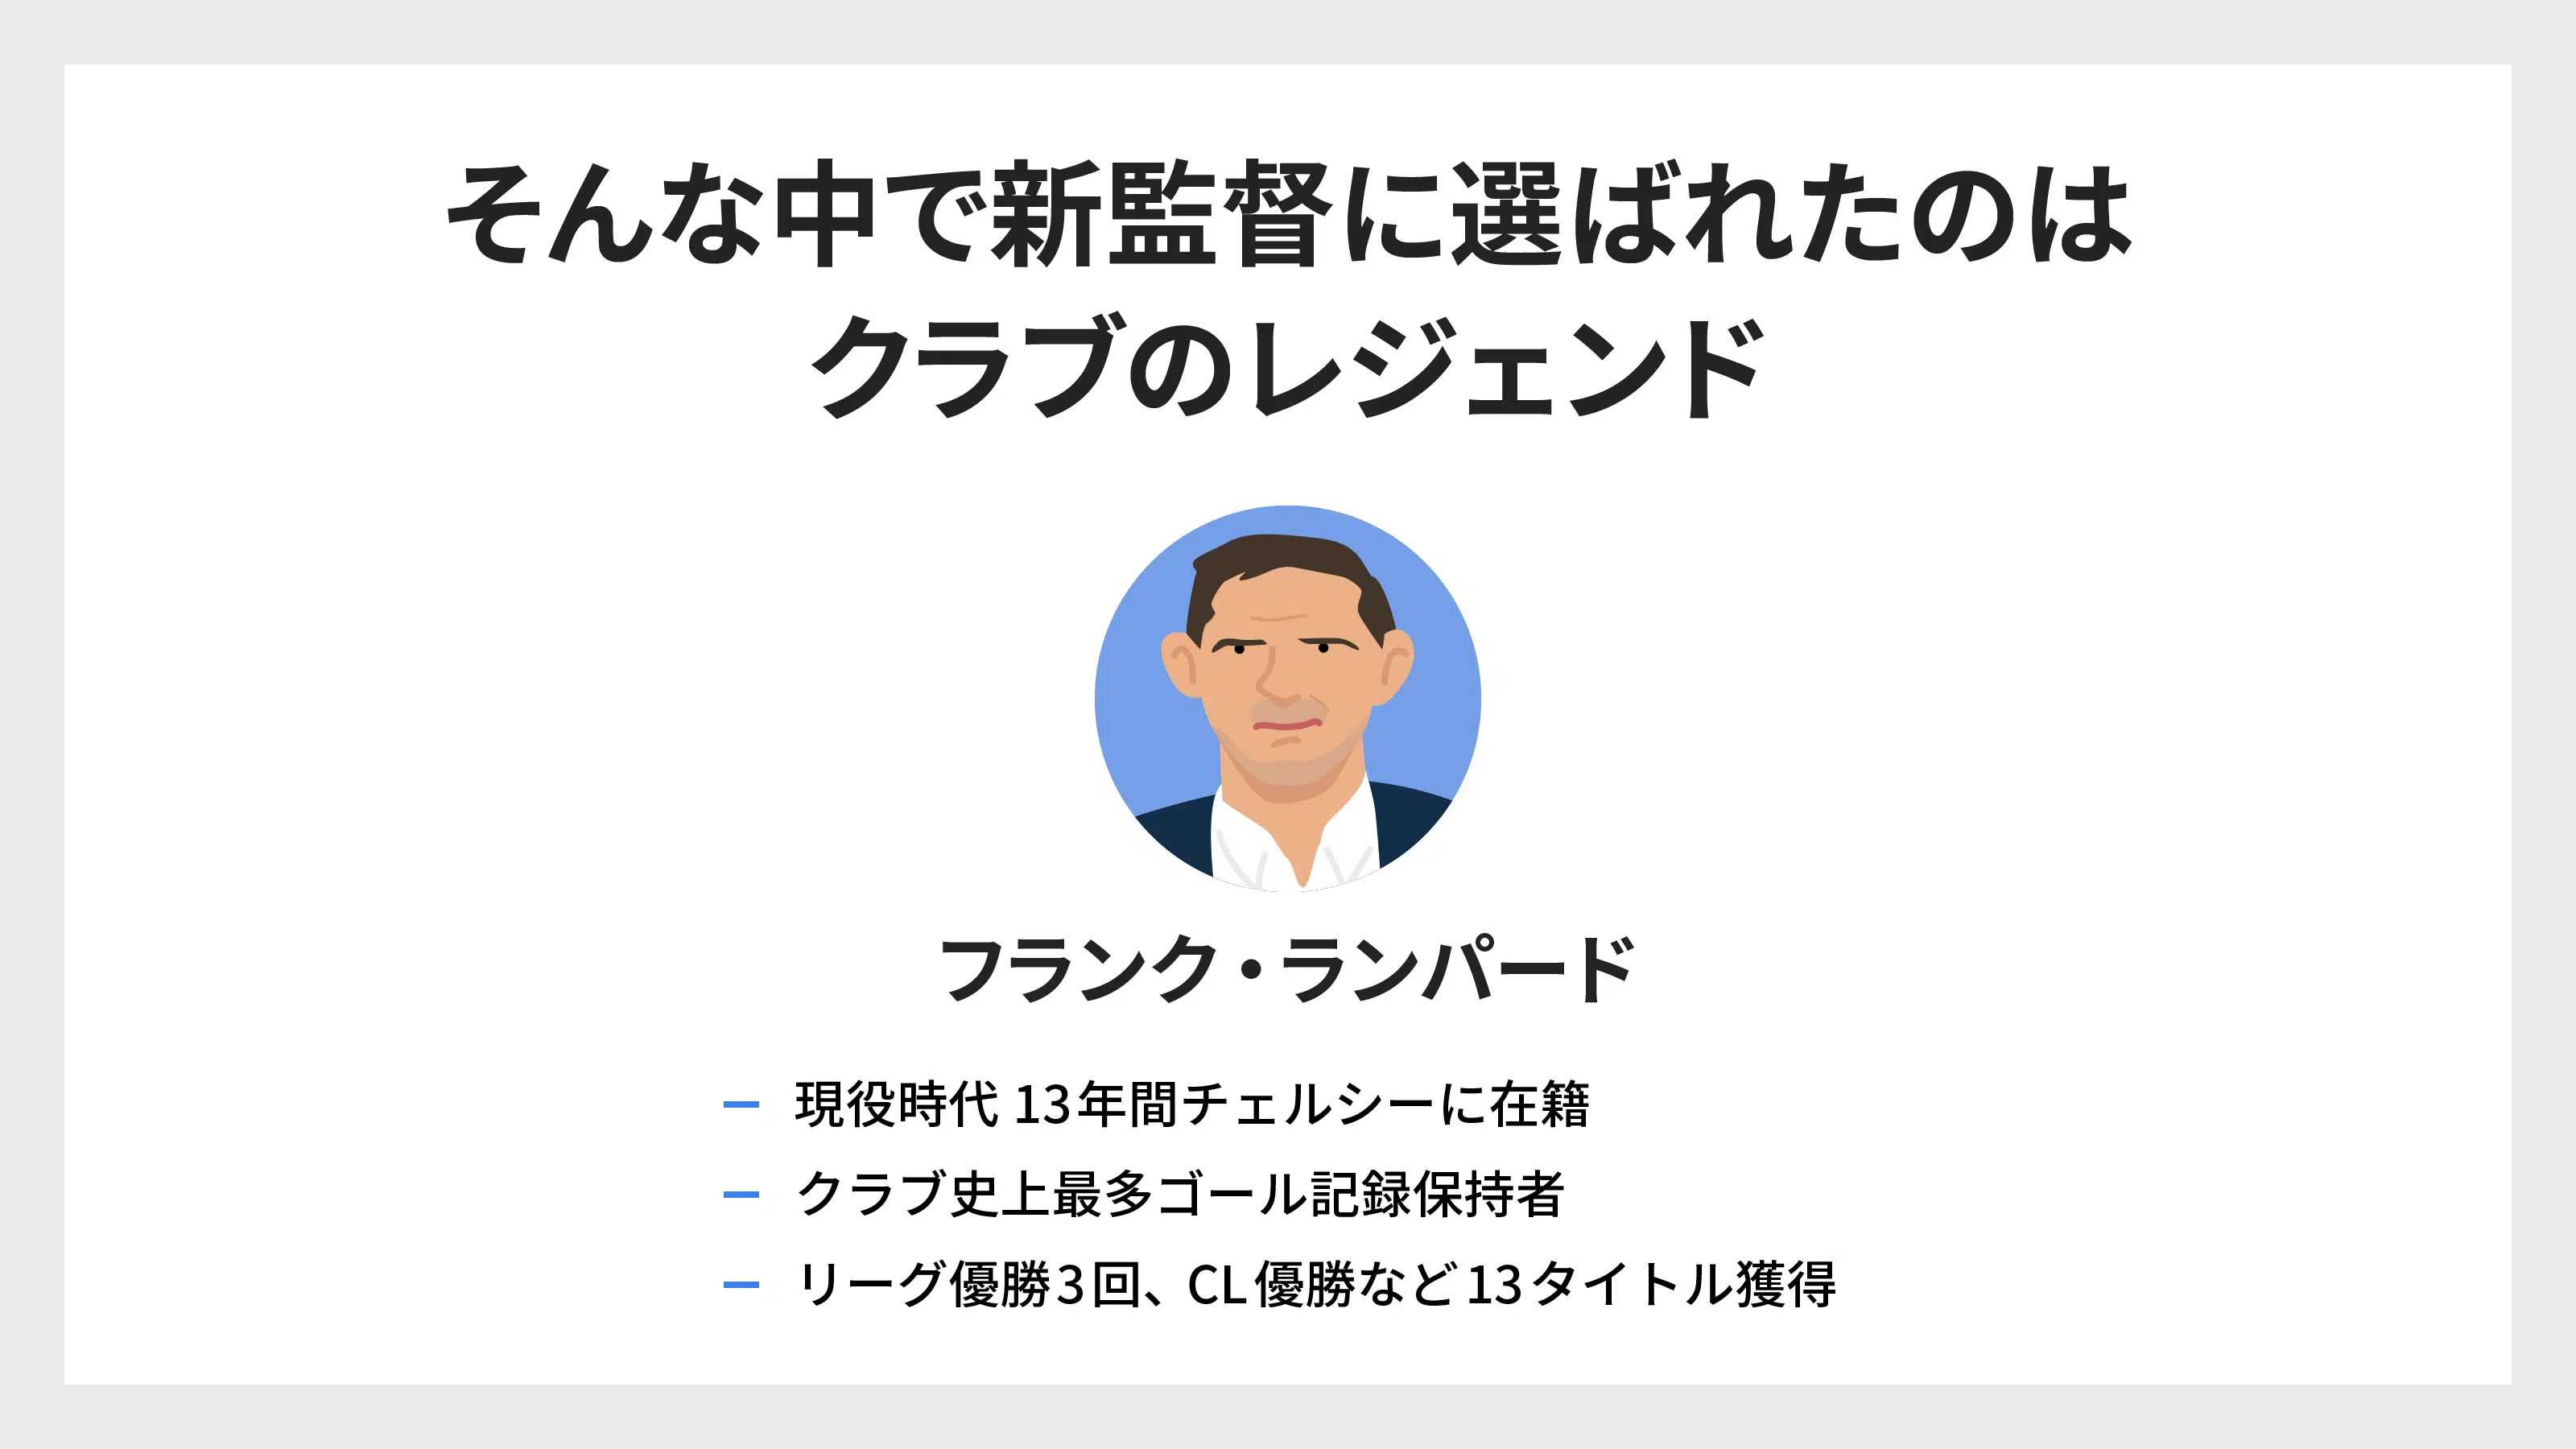 そんな中で新監督に選ばれたのは
クラブのレジェンド
フランク・ランパード
現役時代 13年間チェルシーに在籍
クラブ史上最多ゴール記録保持者
リーグ優勝3回、CL優勝など13タイトル獲得